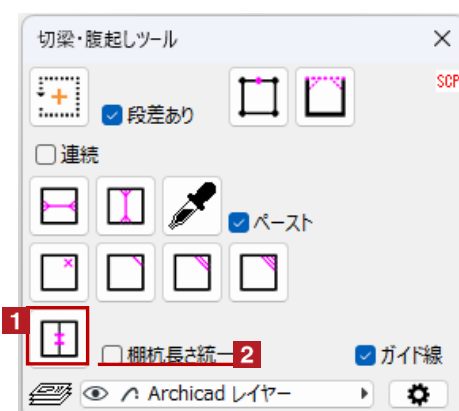 切梁・腹起しツール
SCP
段差あり
連続
ペースト
1
棚杭長さ統一
2
ガイド線
Archicad レイヤー